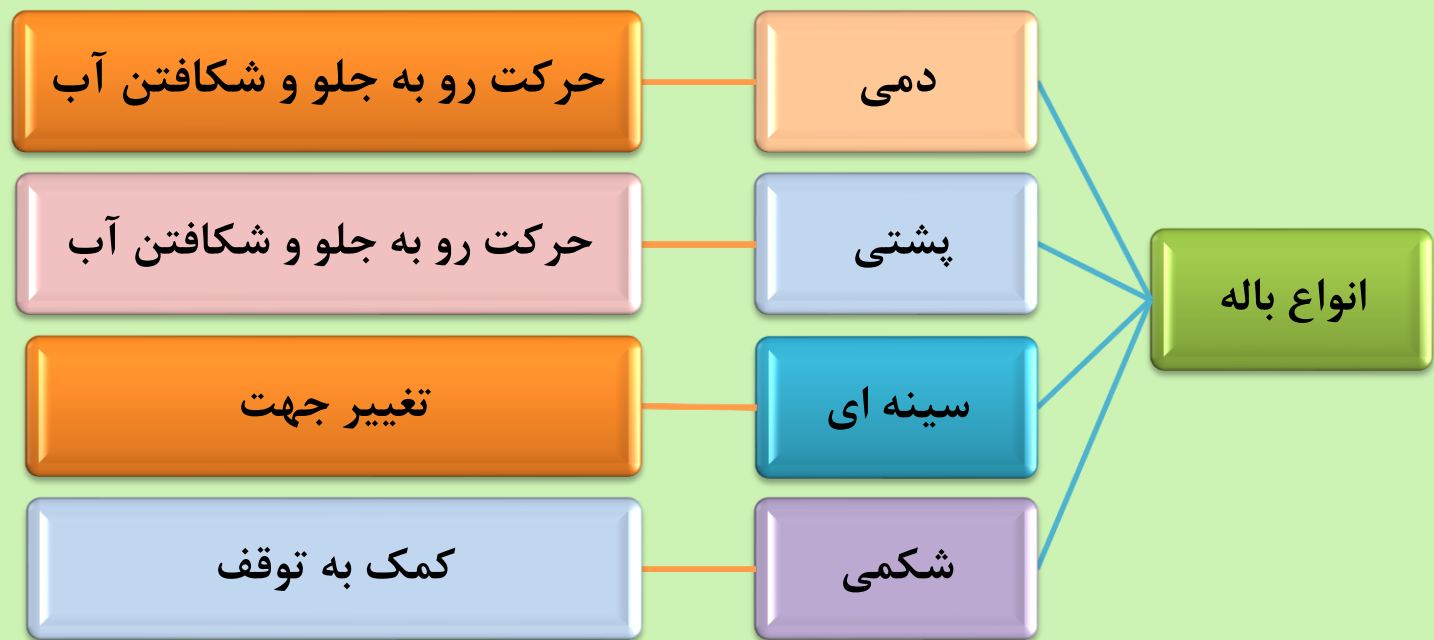 انواع باله
دمی
حرکت رو به جلو و شکافتن آب
پشتی
حرکت رو به جلو و شکافتن آب
سینه ای
تغییر جهت
شکمی
کمک به توقف